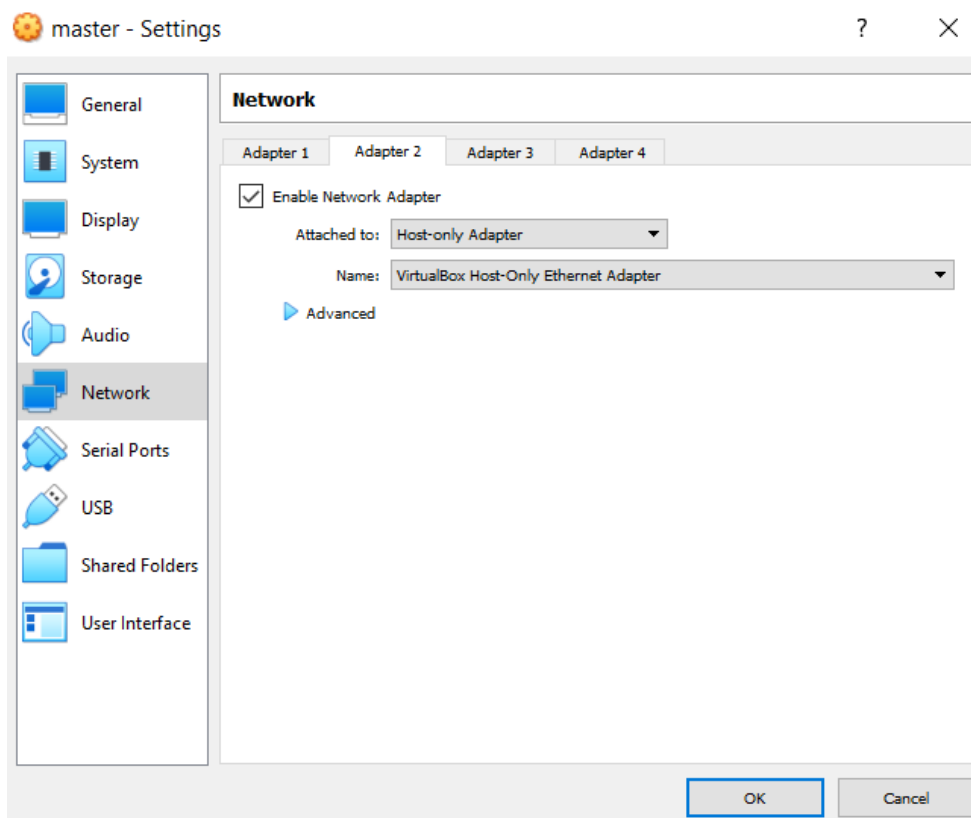 master - Settings
?
General
System
Display
Storage
Audio
Network
Serial Ports
USB
Shared Folders
User Interface
Network
Adapter 1 Adapter 2 Adapter 3 Adapter 4
Enable Network Adapter
Attached to: Host-only Adapter
Name: VirtualBox Host-Only Ethernet Adapter
Advanced
OK Cancel